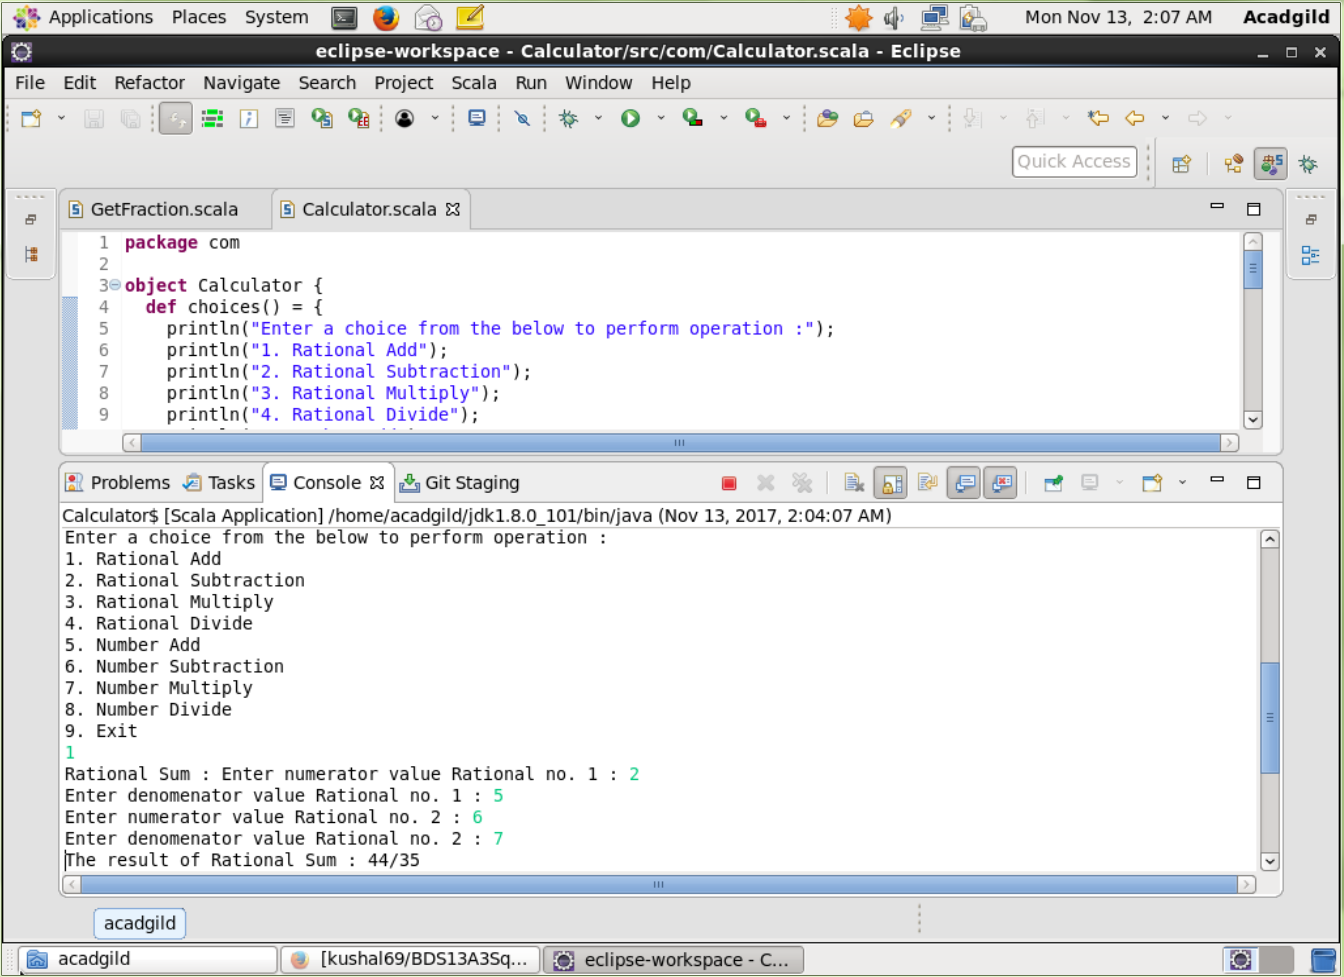 Applications Places System Mon Nov 13, 2:07 AM Acadgild
eclipse-workspace - Calculator/src/com/Calculator.scala - Eclipse
File Edit Refactor Navigate Search Project Scala Run Window Help
Quick Access
GetFraction.scala Calculator.scala
1 package com
2
3 object Calculator {
4 def choices() = {
5 println("Enter a choice from the below to perform operation :");
6 println("1. Rational Add");
7 println("2. Rational Subtraction");
8 println("3. Rational Multiply");
9 println("4. Rational Divide");
Problems Tasks Console Git Staging
Calculator$ [Scala Application] /home/acadgild/jdk1.8.0_101/bin/java (Nov 13, 2017, 2:04:07 AM)
Enter a choice from the below to perform operation :
1. Rational Add
2. Rational Subtraction
3. Rational Multiply
4. Rational Divide
5. Number Add
6. Number Subtraction
7. Number Multiply
8. Number Divide
9. Exit
1
Rational Sum : Enter numerator value Rational no. 1 : 2
Enter denomenator value Rational no. 1 : 5
Enter numerator value Rational no. 2 : 6
Enter denomenator value Rational no. 2 : 7
The result of Rational Sum : 44/35
acadgild
acadgild [kushal69/BDS13A3Sq... eclipse-workspace - C...